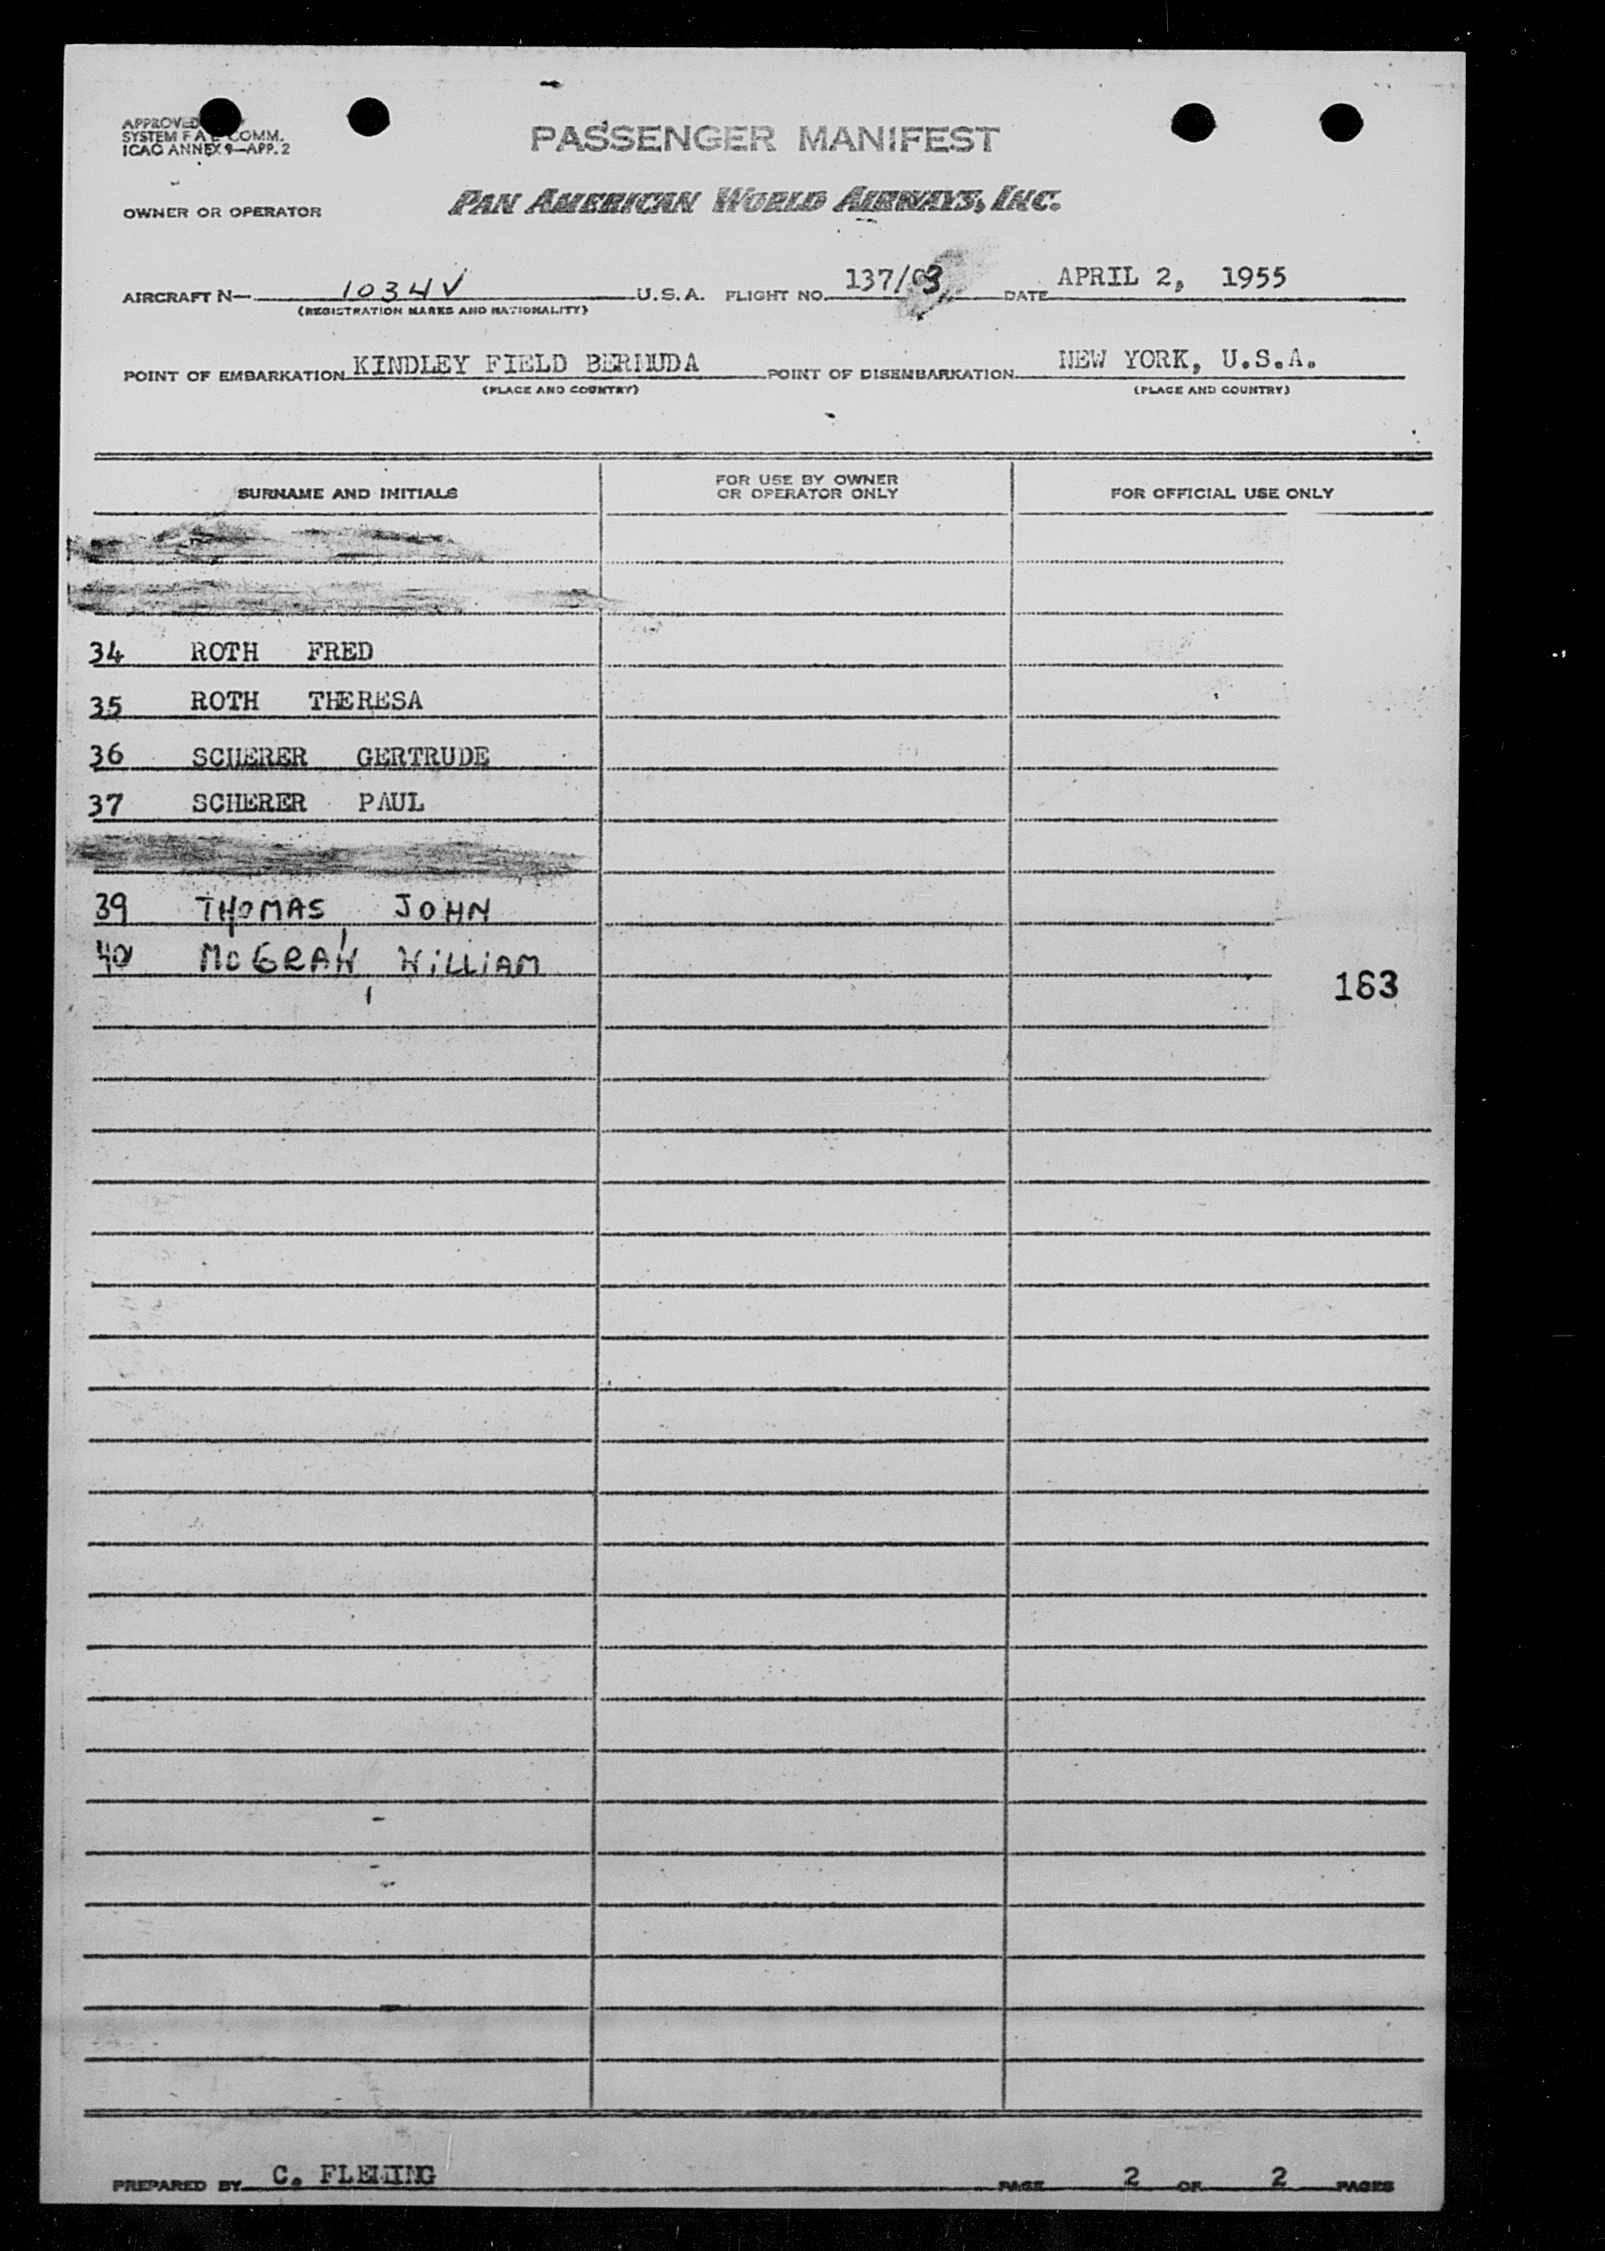 APPROVED
SYSTEM F A L COMM.
ICAO ANNEX 9—APP. 2
PASSENGER MANIFEST
OWNER OR OPERATOR PAN AMERICAN WORLD AIRWAYS, INC.
AIRCRAFT N— 1034V U.S.A. FLIGHT NO. 137/03 DATE APRIL 2, 1955
(REGISTRATION MARKS AND NATIONALITY)
POINT OF EMBARKATION KINDLEY FIELD BERMUDA POINT OF DISEMBARKATION NEW YORK, U.S.A.
(PLACE AND COUNTRY) (PLACE AND COUNTRY)
SURNAME AND INITIALS FOR USE BY OWNER OR OPERATOR ONLY FOR OFFICIAL USE ONLY
34 ROTH FRED
35 ROTH THERESA
36 SCHERER GERTRUDE
37 SCHERER PAUL
39 THOMAS, JOHN
40 MCGRAW, WILLIAM
163
PREPARED BY C. FLEMING PAGE 2 OF 2 PAGES